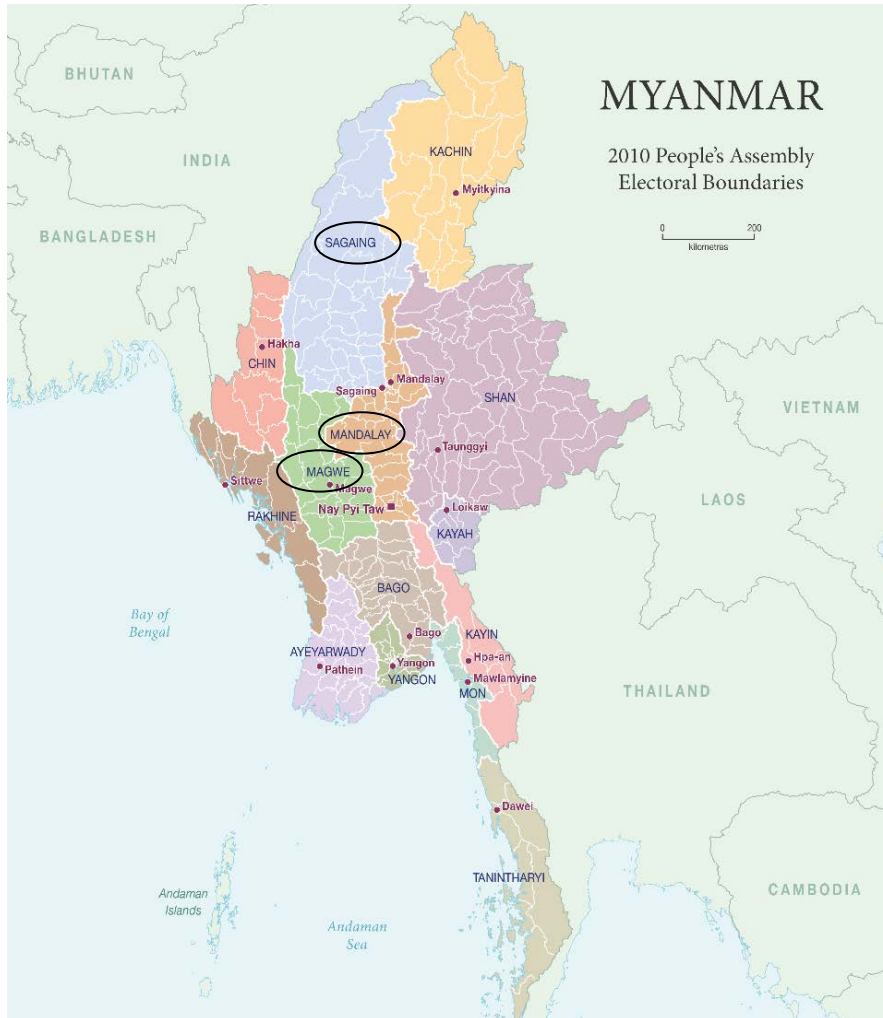 BHUTAN
MYANMAR
2010 People's Assembly
Electoral Boundaries
KACHIN
INDIA
Myitkyina
0 200
kilometres
BANGLADESH
SAGAING
Hakha
CHIN
Mandalay
Sagaing
SHAN
VIETNAM
MANDALAY
Taunggyi
MAGWE
Sittwe
Magwe
LAOS
Nay Pyi Taw
Loikaw
RAKHINE
KAYAH
BAGO
Bay of
Bengal
Bago
KAYIN
AYEYARWADY
Hpa-an
Pathein
Yangon
YANGON
Mawlamyine
MON
THAILAND
Dawei
TANINTHARYI
CAMBODIA
Andaman
Islands
Andaman
Sea